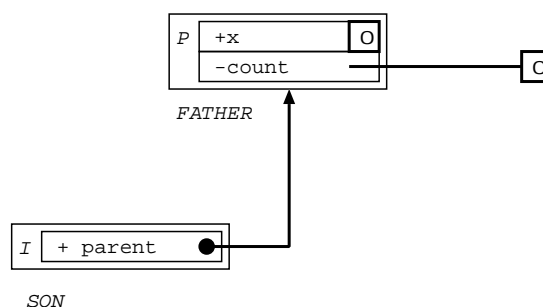 P +x O
-count O
FATHER
I + parent
SON